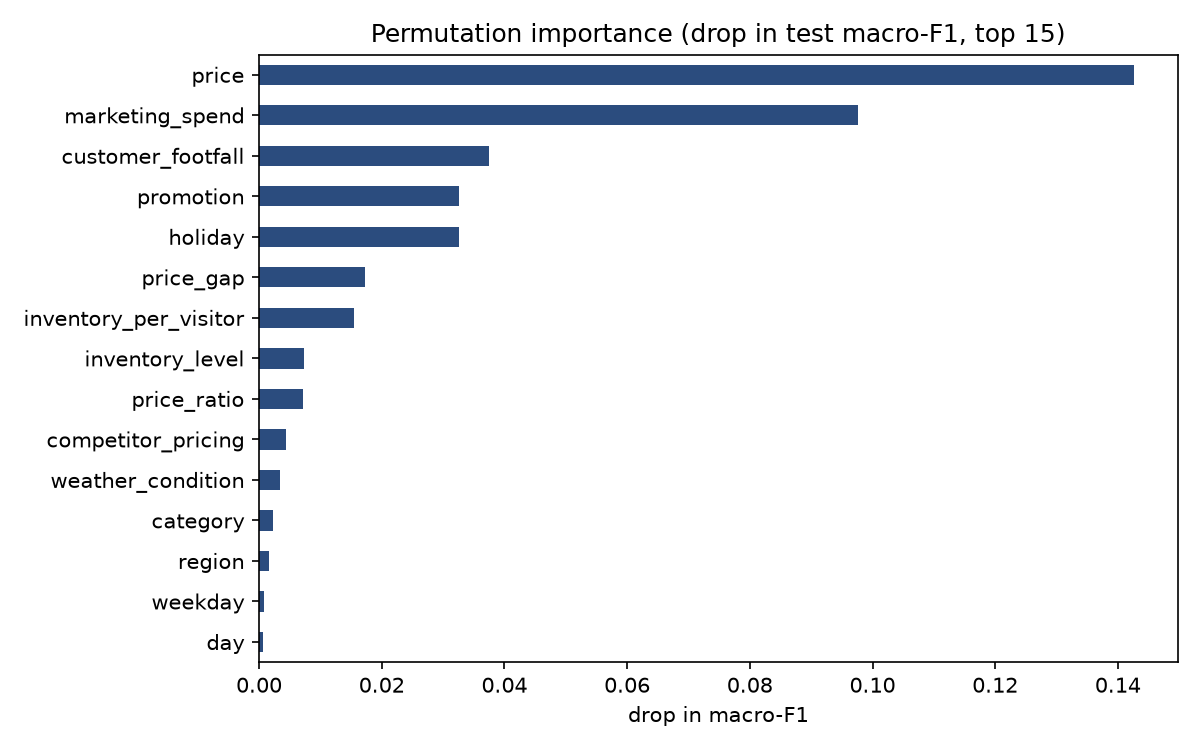 Permutation importance (drop in test macro-F1, top 15)
price
marketing_spend
customer_footfall
promotion
holiday
price_gap
inventory_per_visitor
inventory_level
price_ratio
competitor_pricing
weather_condition
category
region
weekday
day
0.00 0.02 0.04 0.06 0.08 0.10 0.12 0.14
drop in macro-F1